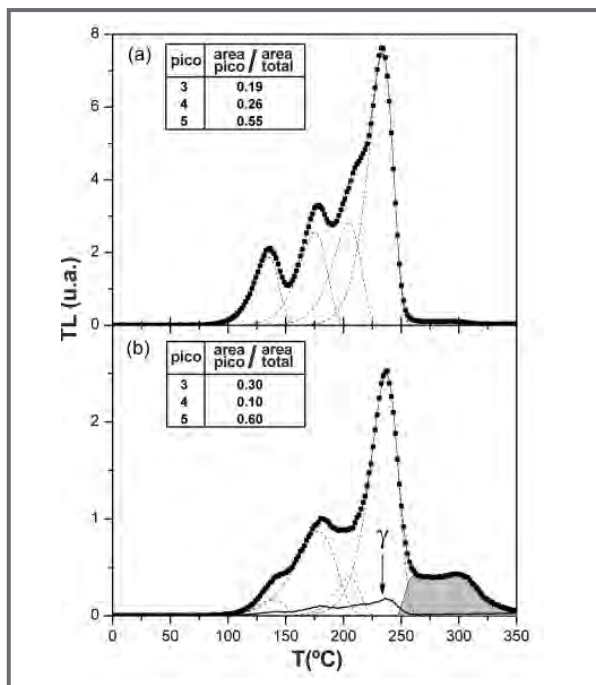 8
(a)
pico area pico / area total
3 0.19
4 0.26
5 0.55
6
4
2
0
TL (u.a.)
(b)
pico area pico / area total
3 0.30
4 0.10
5 0.60
2
1
0
γ
0 50 100 150 200 250 300 350
T(ºC)